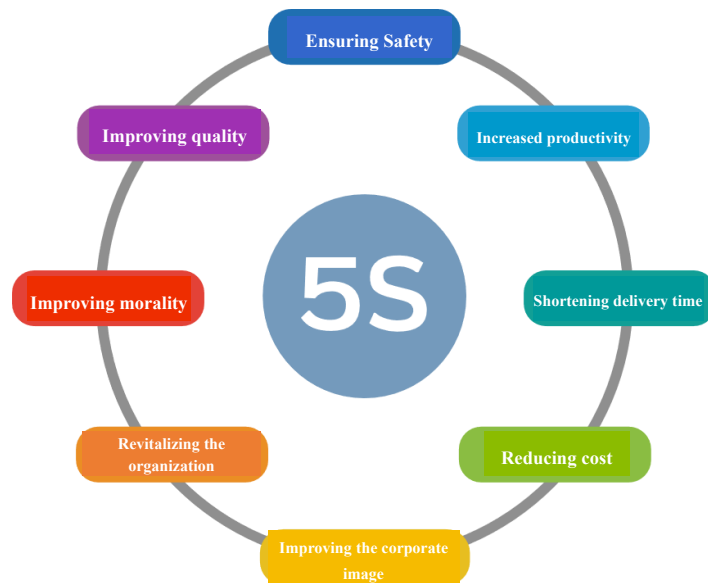 Ensuring Safety
Improving quality
Increased productivity
5S
Improving morality
Shortening delivery time
Revitalizing the
organization
Reducing cost
Improving the corporate
image